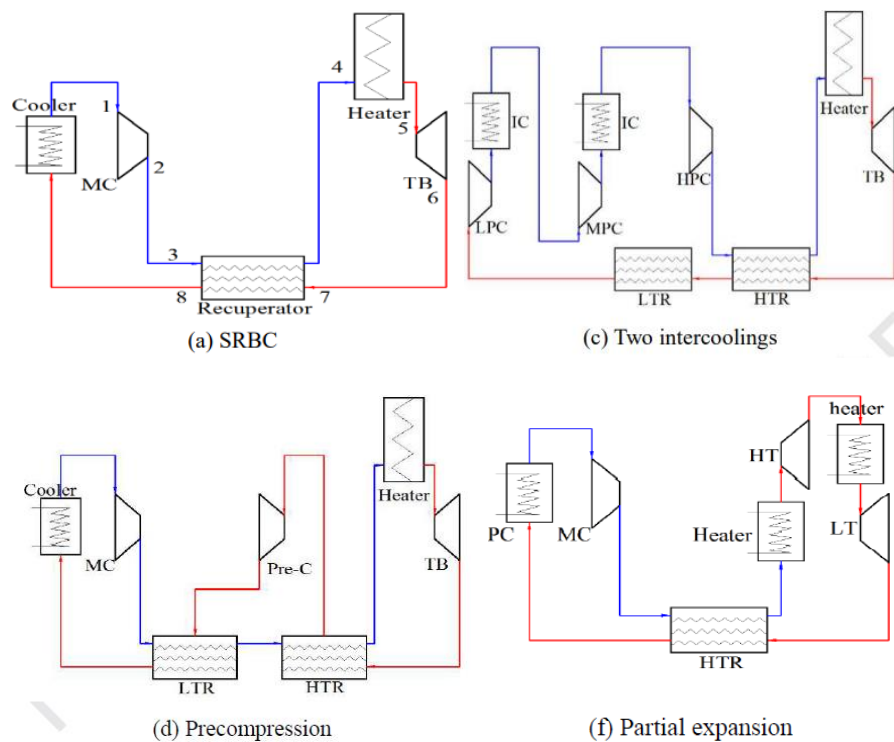 Cooler
1
MC
2
3
4
Heater
5
TB
6
8
7
Recuperator
(a) SRBC
IC
IC
LPC
MPC
HPC
Heater
TB
LTR
HTR
(c) Two intercoolings
Cooler
MC
Pre-C
Heater
TB
LTR
HTR
(d) Precompression
PC
MC
HT
heater
Heater
LT
HTR
(f) Partial expansion